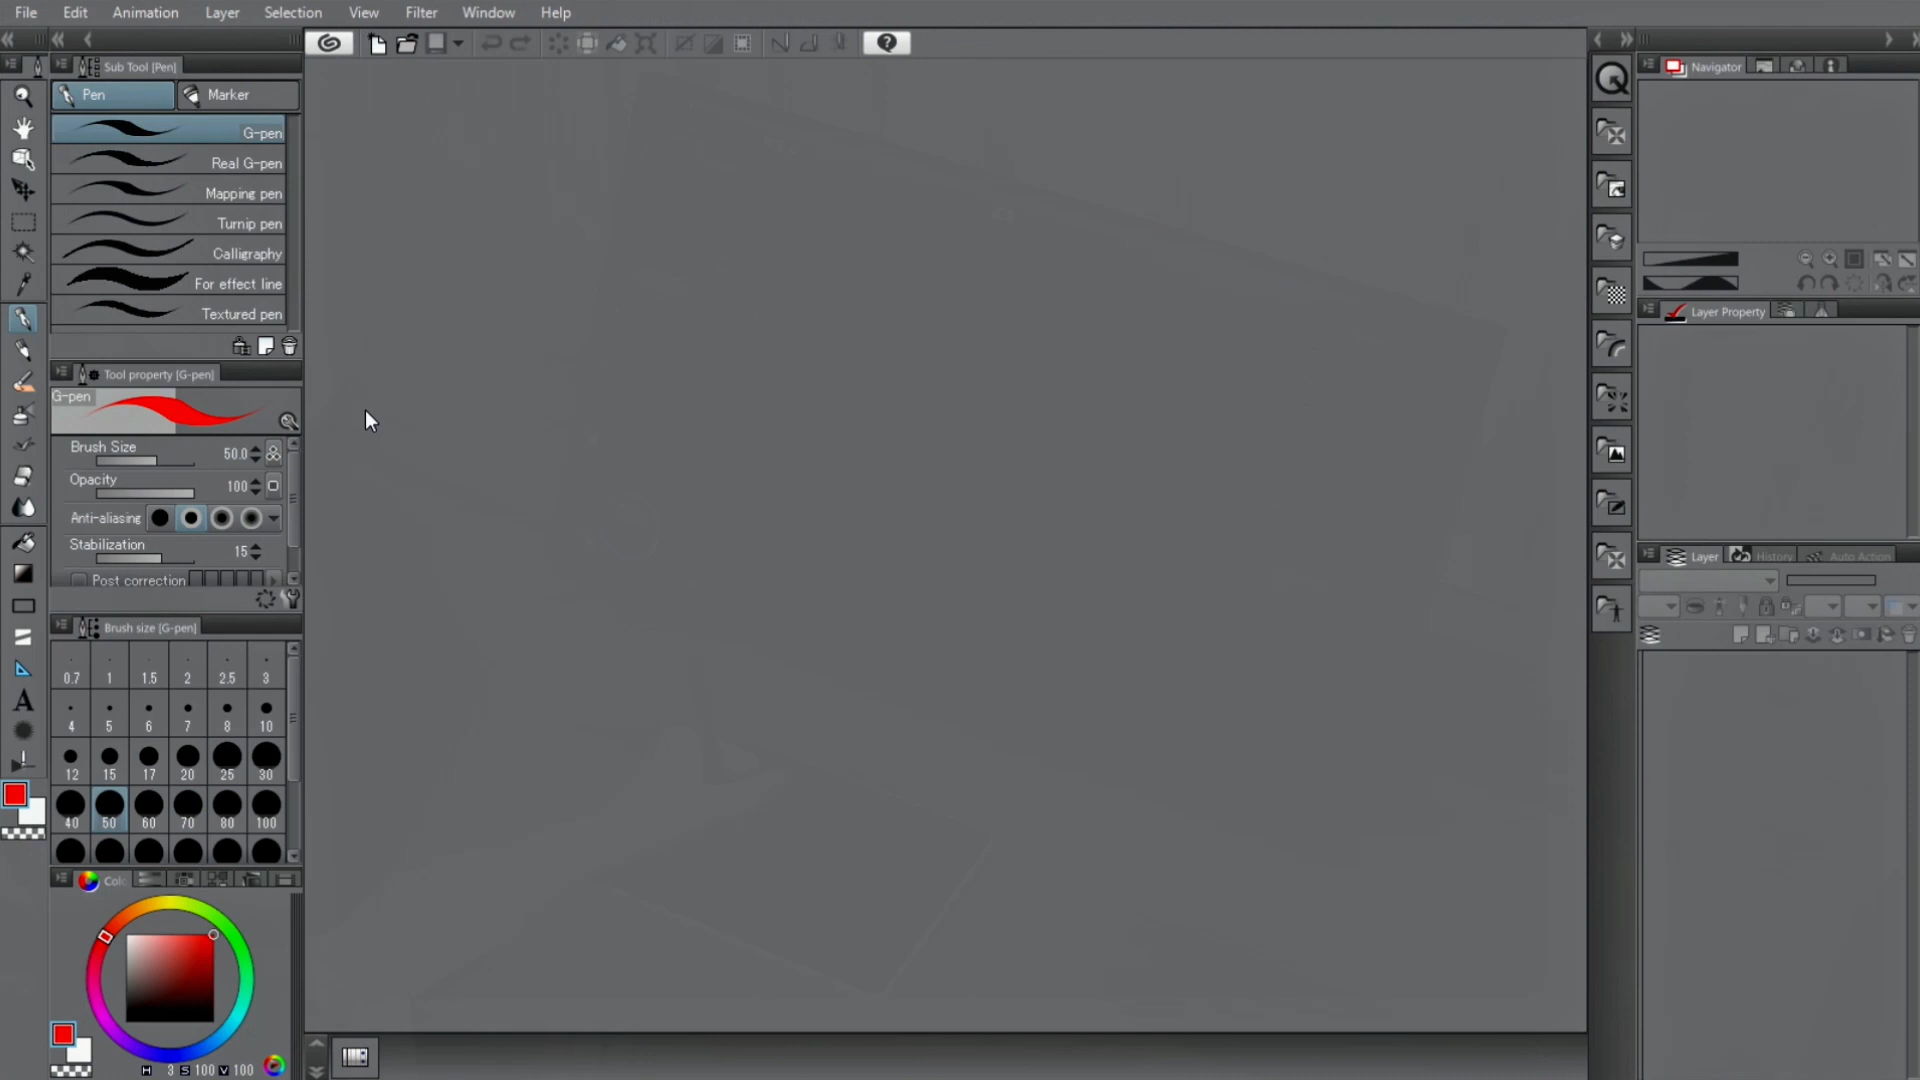 File Edit Animation Layer Selection View Filter Window Help
Sub Tool [Pen]
Pen Marker
G-pen
Real G-pen
Mapping pen
Turnip pen
Calligraphy
For effect line
Textured pen
Tool property [G-pen]
G-pen
Brush Size 50.0
Opacity 100
Anti-aliasing
Stabilization 15
Post correction
Brush size [G-pen]
0.7 1 1.5 2 2.5 3
4 5 6 7 8 10
12 15 17 20 25 30
40 50 60 70 80 100
Colo
H 3 S 100 V 100
Navigator
Layer Property
Layer History Auto Action